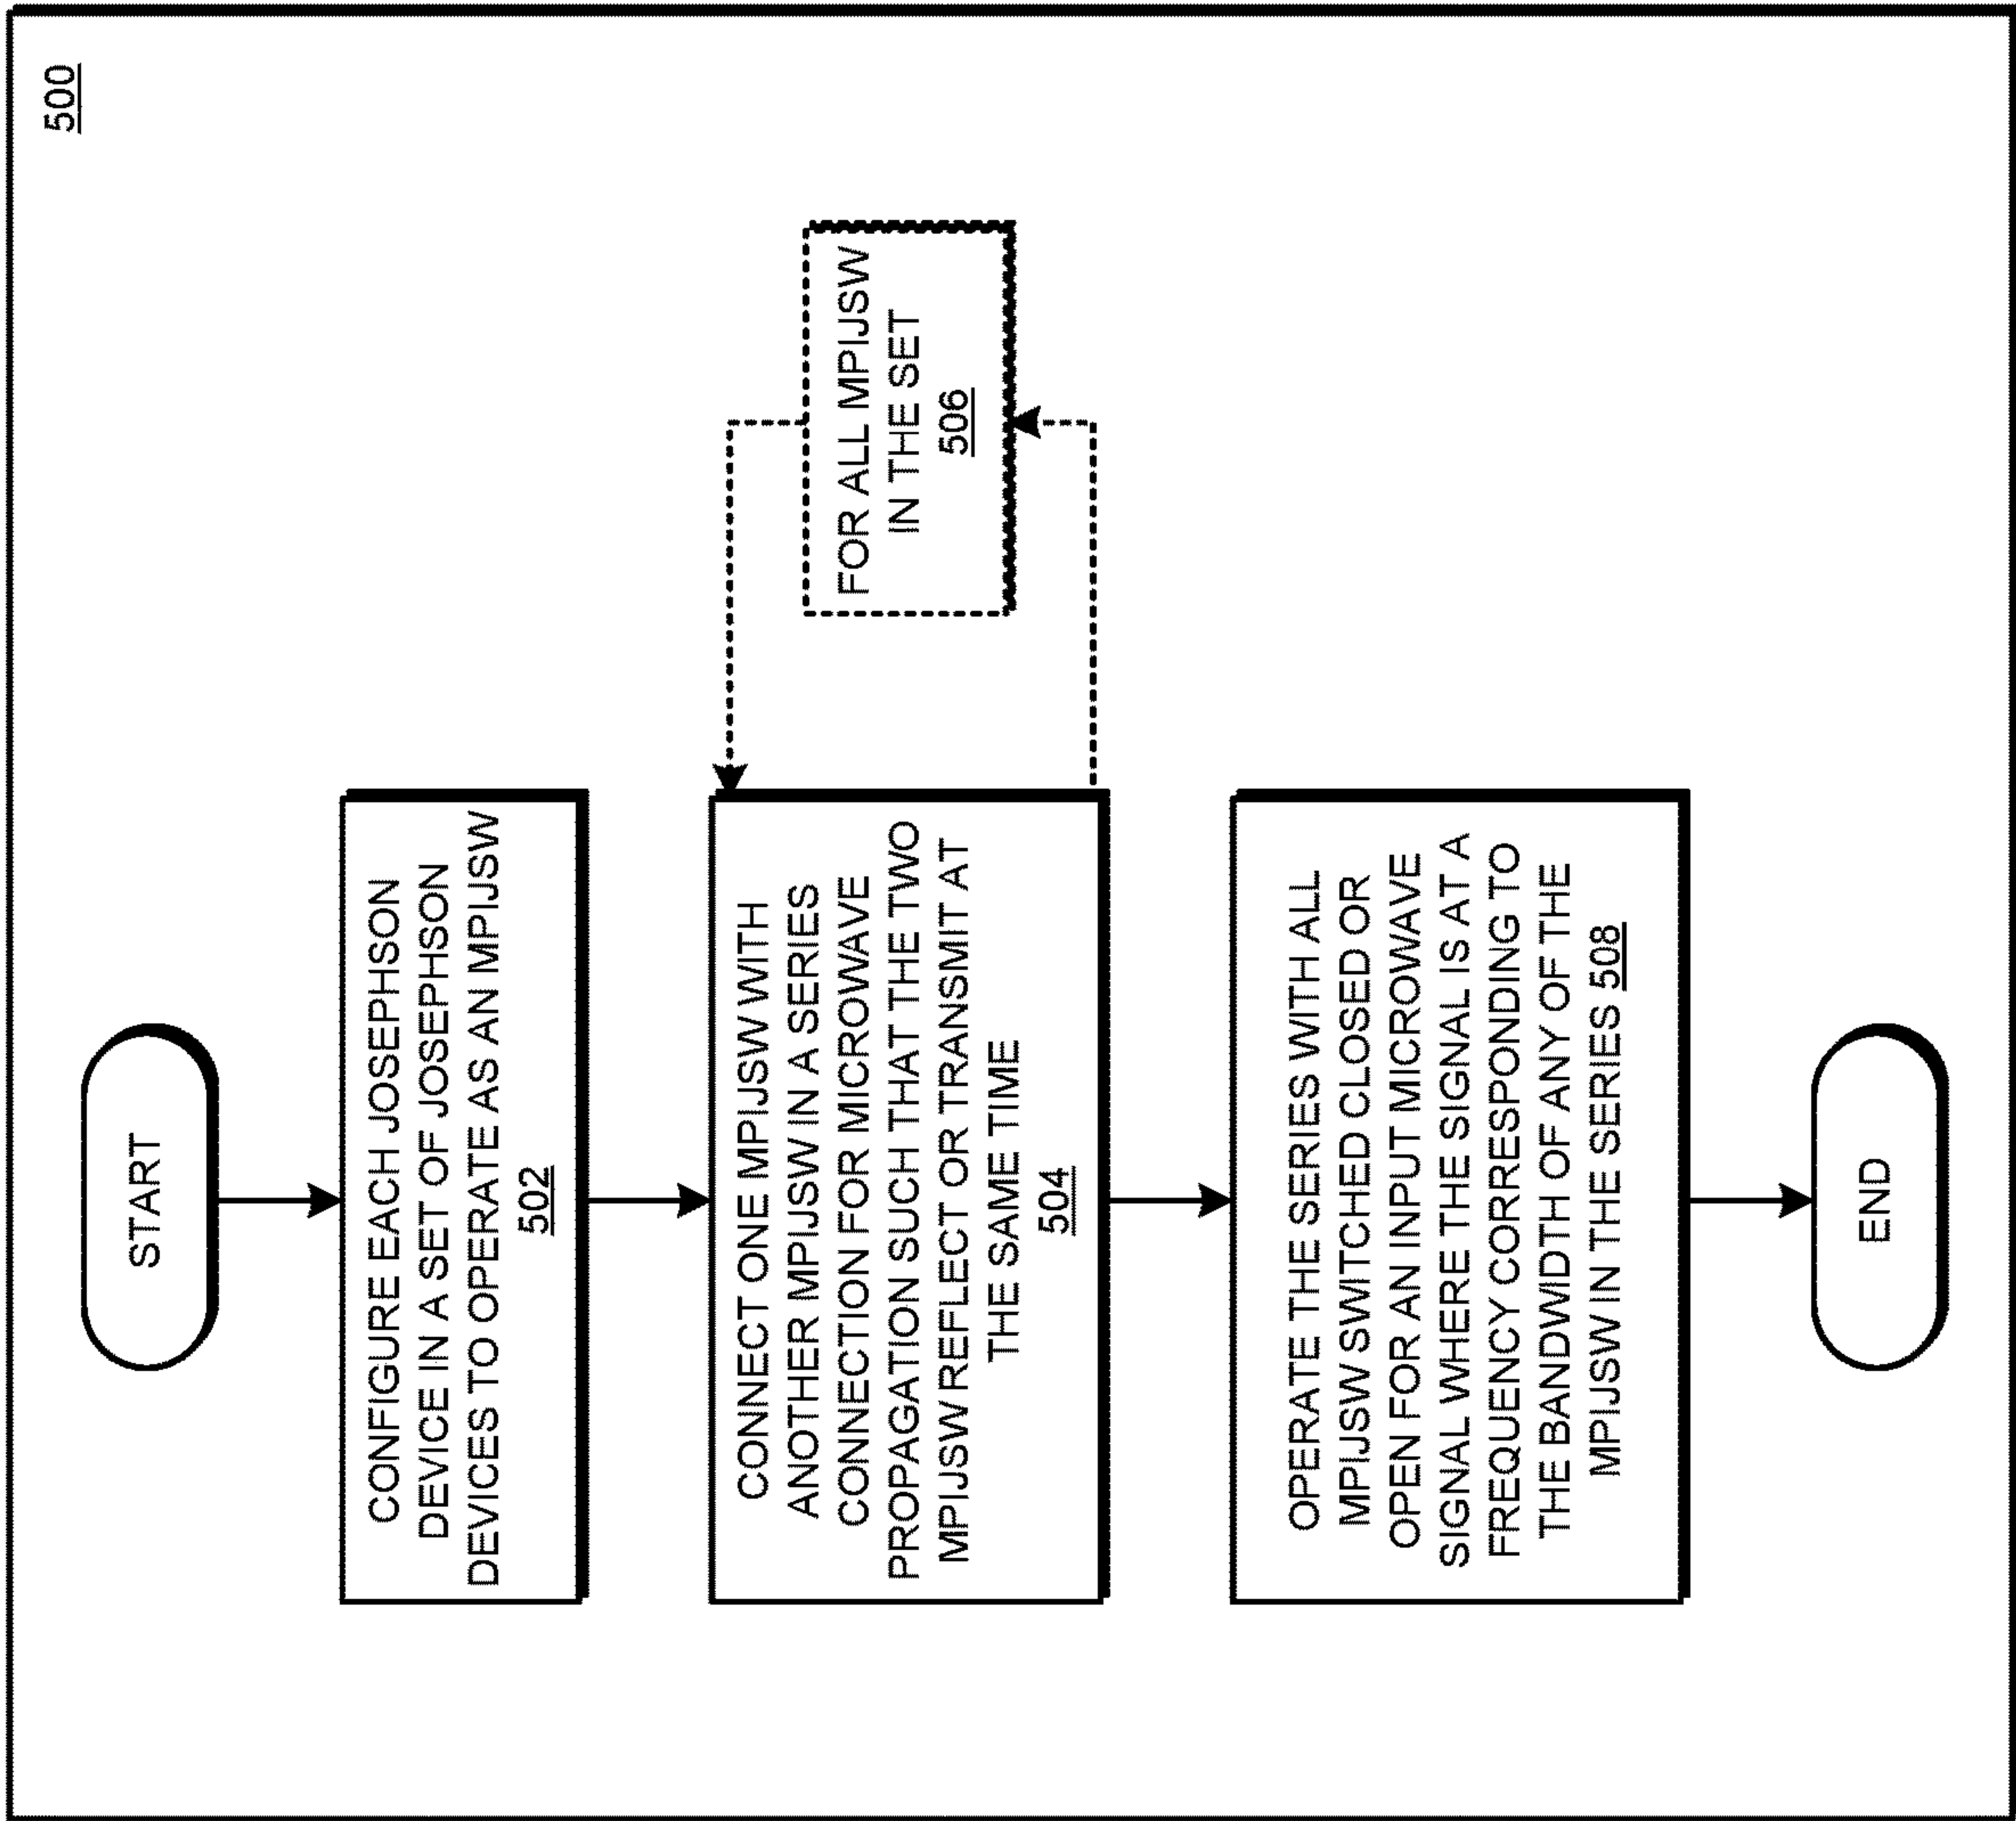 500
START
CONFIGURE EACH JOSEPHSON
DEVICE IN A SET OF JOSEPHSON
DEVICES TO OPERATE AS AN MPIJSW
502
CONNECT ONE MPIJSW WITH
ANOTHER MPIJSW IN A SERIES
CONNECTION FOR MICROWAVE
PROPAGATION SUCH THAT THE TWO
MPIJSW REFLECT OR TRANSMIT AT
THE SAME TIME
504
FOR ALL MPIJSW
IN THE SET
506
OPERATE THE SERIES WITH ALL
MPIJSW SWITCHED CLOSED OR
OPEN FOR AN INPUT MICROWAVE
SIGNAL WHERE THE SIGNAL IS AT A
FREQUENCY CORRESPONDING TO
THE BANDWIDTH OF ANY OF THE
MPIJSW IN THE SERIES 508
END